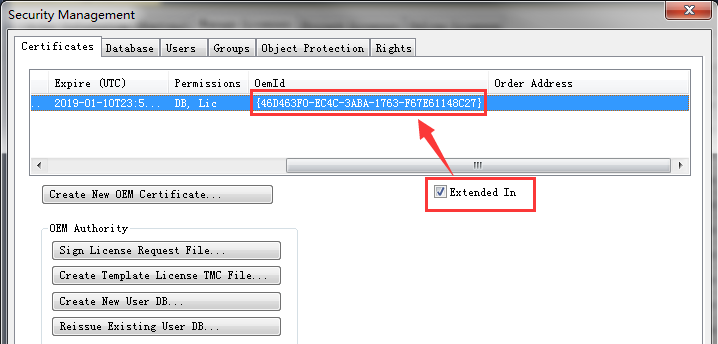 Security Management
Certificates Database Users Groups Object Protection Rights
... Expire (UTC) Permissions OemId Order Address
... 2019-01-10T23:5... DB, Lic {46D463F0-EC4C-3ABA-1763-F67E61148C27}
Create New OEM Certificate... Extended In
OEM Authority
Sign License Request File...
Create Template License TMC File...
Create New User DB...
Reissue Existing User DB...